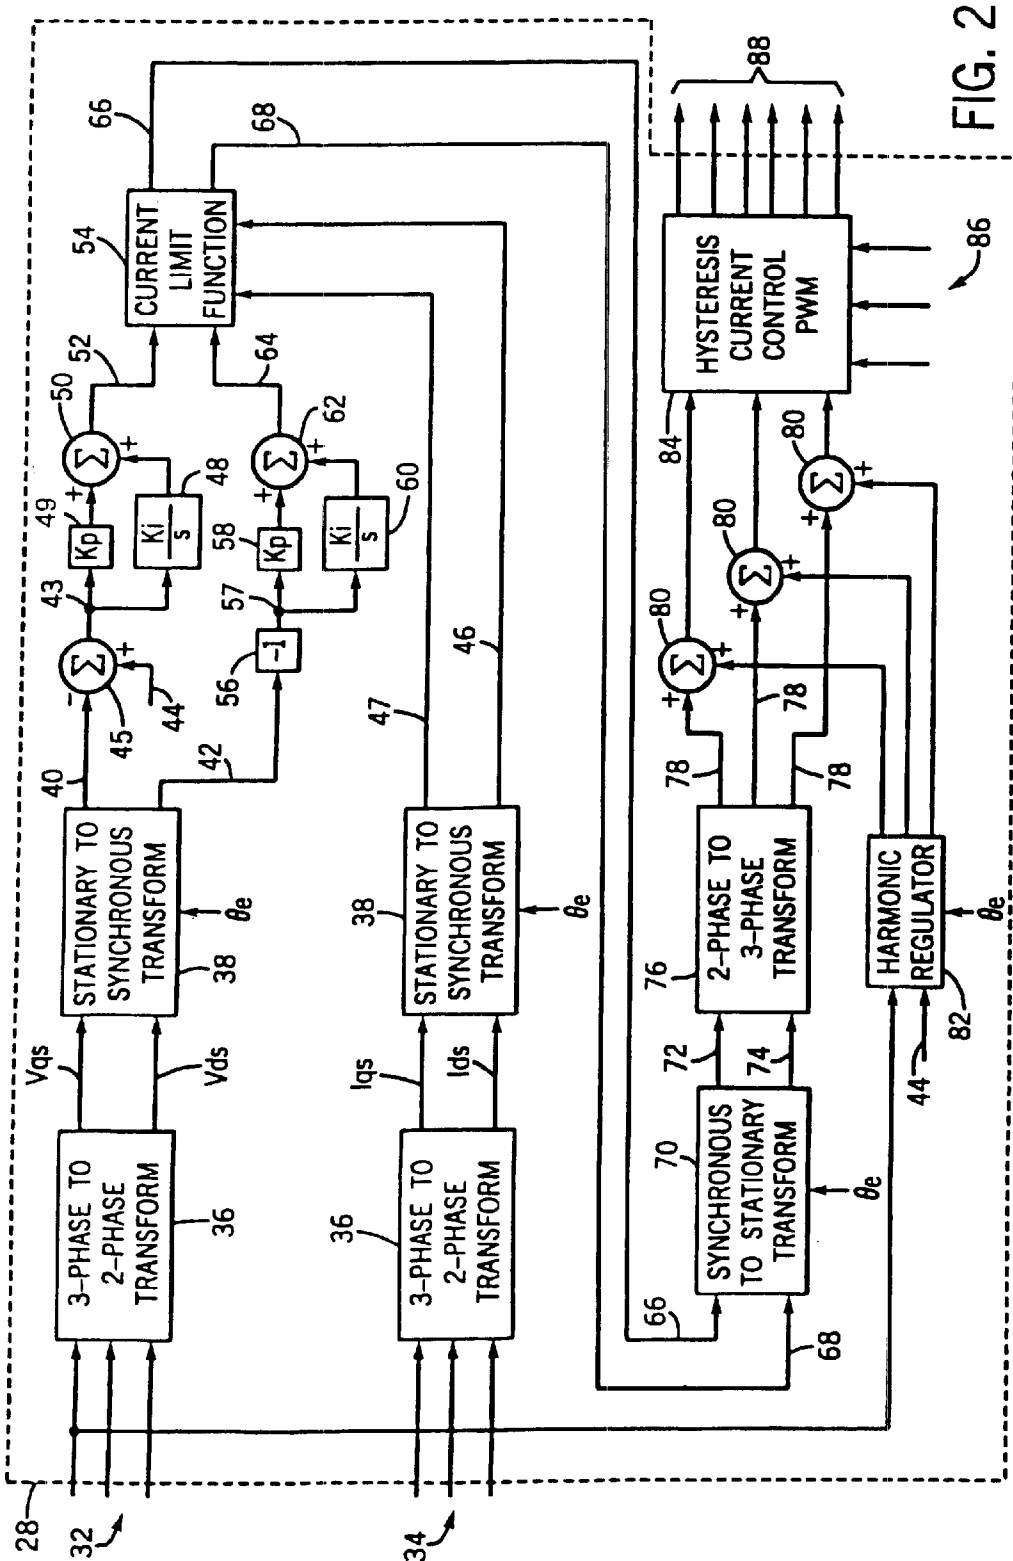 28
32
3-PHASE TO
2-PHASE
TRANSFORM
36
Vqs
Vds
STATIONARY TO
SYNCHRONOUS
TRANSFORM
38
θe
40
42
-
+
Σ
45
44
43
Kp
49
Ki
s
48
+
+
Σ
50
52
-1
56
57
Kp
58
Ki
s
60
+
+
Σ
62
64
CURRENT
LIMIT
FUNCTION
54
66
68
34
3-PHASE TO
2-PHASE
TRANSFORM
36
Iqs
Ids
STATIONARY TO
SYNCHRONOUS
TRANSFORM
38
θe
47
46
66
68
SYNCHRONOUS
TO STATIONARY
TRANSFORM
70
θe
72
74
2-PHASE TO
3-PHASE
TRANSFORM
76
78
78
78
+
+
Σ
80
+
+
Σ
80
+
+
Σ
80
44
HARMONIC
REGULATOR
82
θe
HYSTERESIS
CURRENT
CONTROL
PWM
84
86
88
FIG. 2